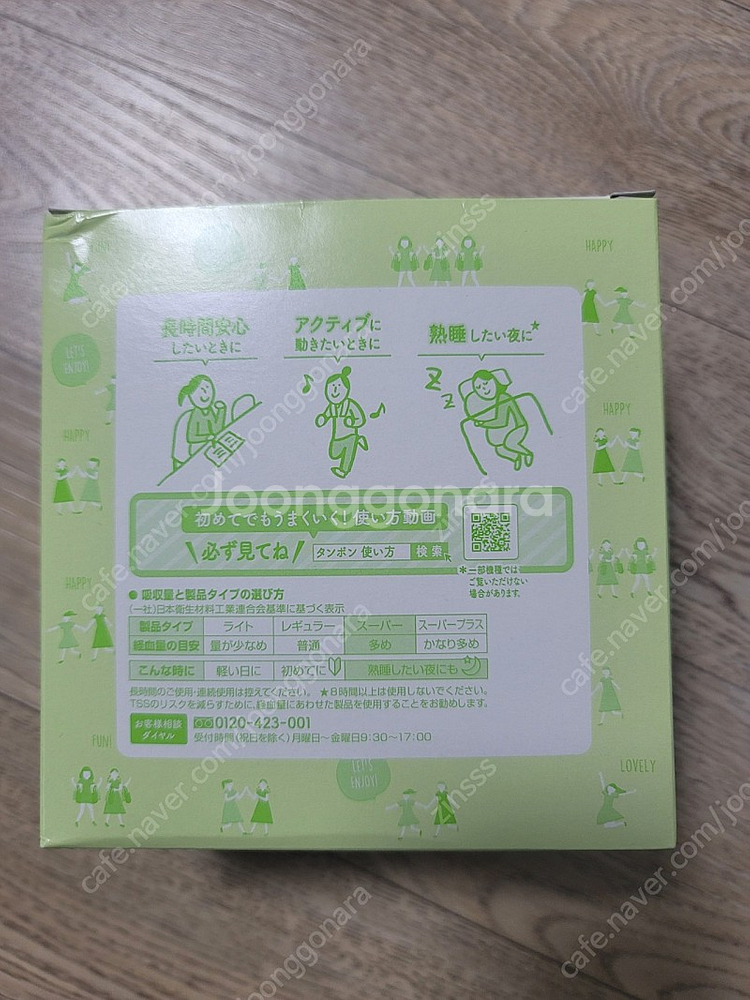 HAPPY
LET'S
ENJOY!
長時間安心
したいときに
アクティブに
動きたいときに
熟睡したい夜に★
HAPPY
HAPPY
Joonggonara
初めてでもうまくいく!使い方動画
必ず見てね
タンポン 使い方 検索
*一部機種では
ご覧いただけない
場合があります。
● 吸収量と製品タイプの選び方
(一社)日本衛生材料工業連合会基準に基づく表示
製品タイプ ライト レギュラー スーパー スーパープラス
経血量の目安 量が少なめ 普通 多め かなり多め
こんな時に 軽い日に 初めてに 熟睡したい夜にも
HAPPY
長時間のご使用・連続使用は控えてください。 ★8時間以上は使用しないでください。
TSSのリスクを減らすために、経血量にあわせた製品を使用することをお勧めします。
お客様相談
ダイヤル
0120-423-001
受付時間(祝日を除く)月曜日〜金曜日9:30〜17:00
FUN!
LET'S
ENJOY!
LOVELY
cafe.naver.com/joonggonara